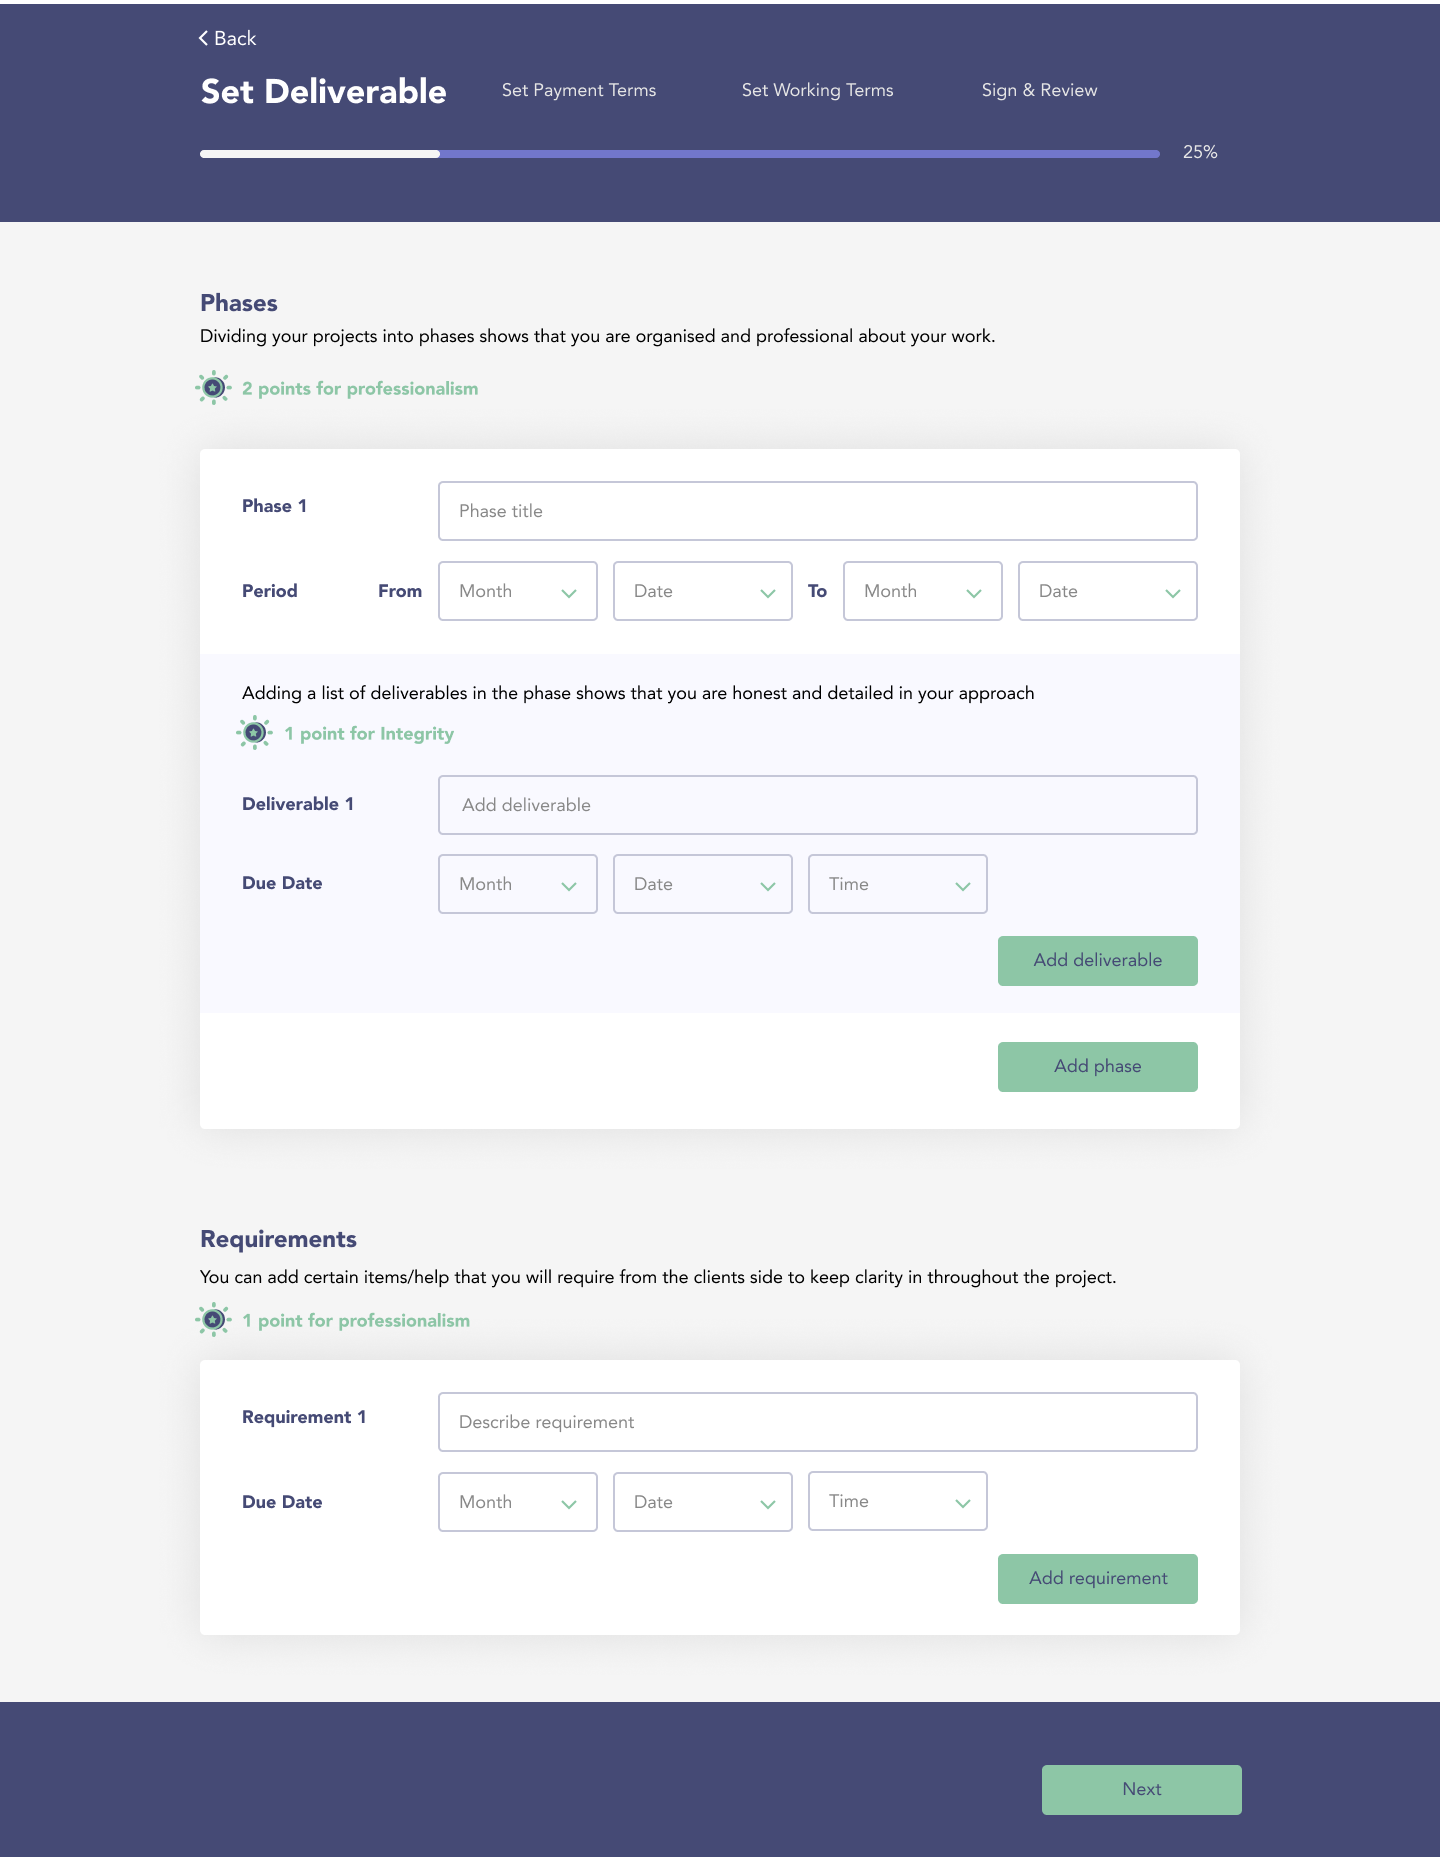 Back
Set Deliverable Set Payment Terms Set Working Terms Sign & Review
25%
Phases
Dividing your projects into phases shows that you are organised and professional about your work.
2 points for professionalism
Phase 1 Phase title
Period From Month Date To Month Date
Adding a list of deliverables in the phase shows that you are honest and detailed in your approach
1 point for Integrity
Deliverable 1 Add deliverable
Due Date Month Date Time
Add deliverable
Add phase
Requirements
You can add certain items/help that you will require from the clients side to keep clarity in throughout the project.
1 point for professionalism
Requirement 1 Describe requirement
Due Date Month Date Time
Add requirement
Next